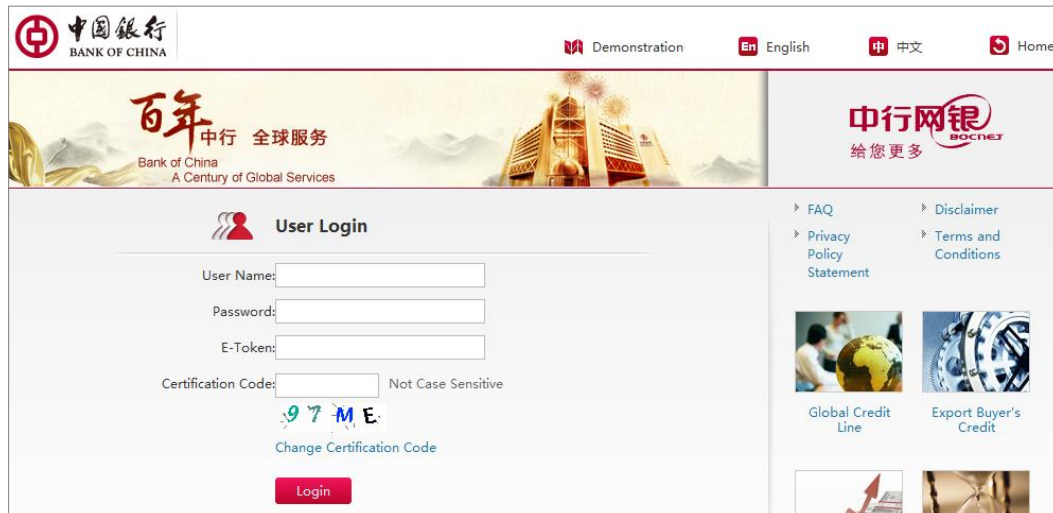 中国银行
BANK OF CHINA
Demonstration
En English
中 中文
Home
百年中行 全球服务
Bank of China
A Century of Global Services
中行网银
BOCNET
给您更多
User Login
User Name:
Password:
E-Token:
Certification Code:
Not Case Sensitive
97ME
Change Certification Code
Login
FAQ
Disclaimer
Privacy
Policy
Statement
Terms and
Conditions
Global Credit
Line
Export Buyer's
Credit